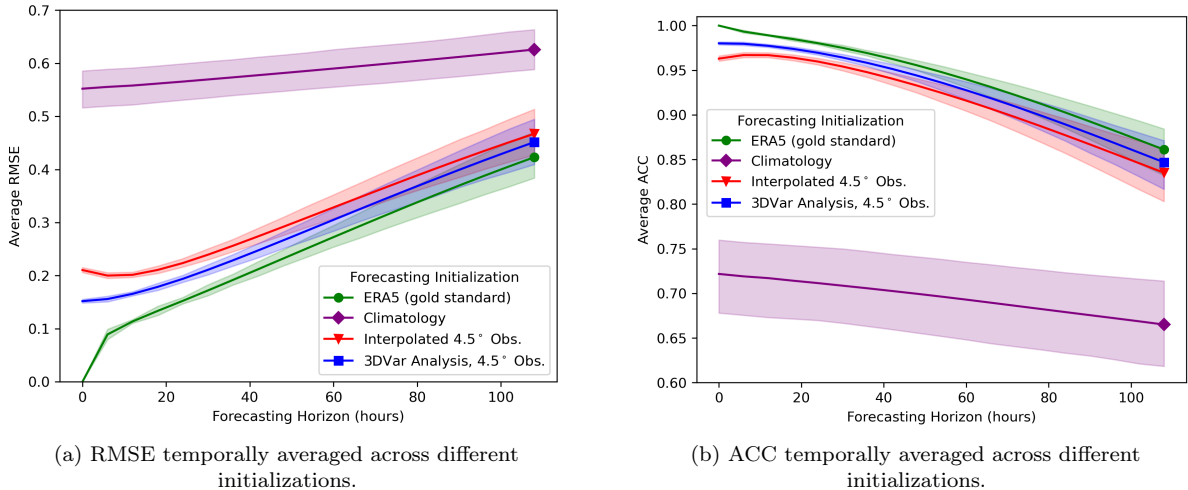 0.7
0.6
0.5
0.4
0.3
0.2
0.1
0.0
Average RMSE
0 20 40 60 80 100
Forecasting Horizon (hours)
Forecasting Initialization
ERA5 (gold standard)
Climatology
Interpolated 4.5° Obs.
3DVar Analysis, 4.5° Obs.
(a) RMSE temporally averaged across different
initializations.
1.00
0.95
0.90
0.85
0.80
0.75
0.70
0.65
0.60
Average ACC
0 20 40 60 80 100
Forecasting Horizon (hours)
Forecasting Initialization
ERA5 (gold standard)
Climatology
Interpolated 4.5° Obs.
3DVar Analysis, 4.5° Obs.
(b) ACC temporally averaged across different
initializations.